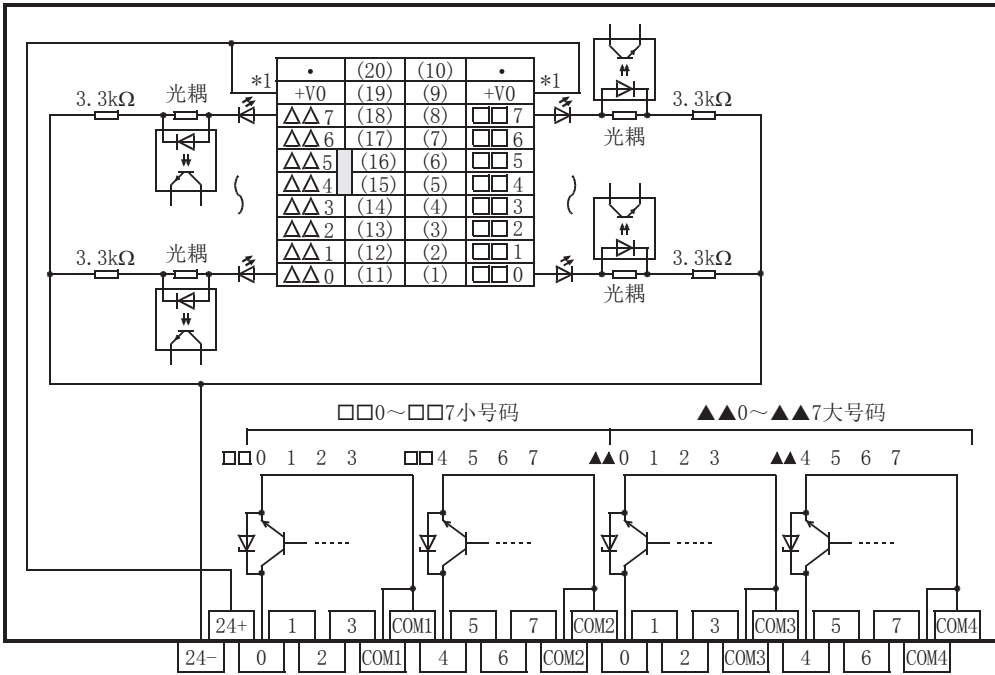 • (20) (10) •
*1 +V0 (19) (9) +V0 *1
3.3kΩ 光耦 △△7 (18) (8) □□7 光耦 3.3kΩ
△△6 (17) (7) □□6
△△5 (16) (6) □□5
△△4 (15) (5) □□4
△△3 (14) (4) □□3
△△2 (13) (3) □□2
△△1 (12) (2) □□1
3.3kΩ 光耦 △△0 (11) (1) □□0 光耦 3.3kΩ
□□0～□□7小号码 ▲▲0～▲▲7大号码
□□0 1 2 3 □□4 5 6 7 ▲▲0 1 2 3 ▲▲4 5 6 7
24+ 1 3 COM1 5 7 COM2 1 3 COM3 5 7 COM4
24- 0 2 COM1 4 6 COM2 0 2 COM3 4 6 COM4